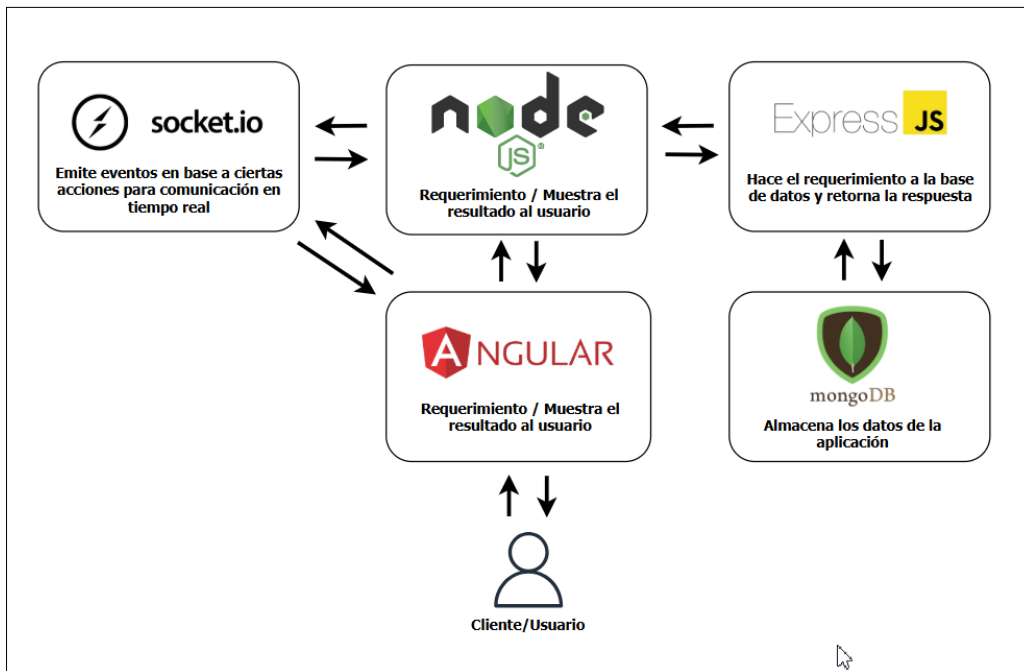 socket.io
Emite eventos en base a ciertas
acciones para comunicación en
tiempo real
node
JS
Requerimiento / Muestra el
resultado al usuario
Express JS
Hace el requerimiento a la base
de datos y retorna la respuesta
ANGULAR
Requerimiento / Muestra el
resultado al usuario
mongoDB
Almacena los datos de la
aplicación
Cliente/Usuario